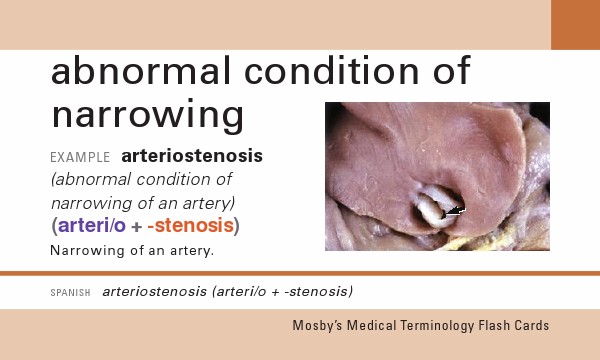 abnormal condition of
narrowing
EXAMPLE arteriostenosis
(abnormal condition of
narrowing of an artery)
(arteri/o + -stenosis)
Narrowing of an artery.
SPANISH arteriostenosis (arteri/o + -stenosis)
Mosby's Medical Terminology Flash Cards